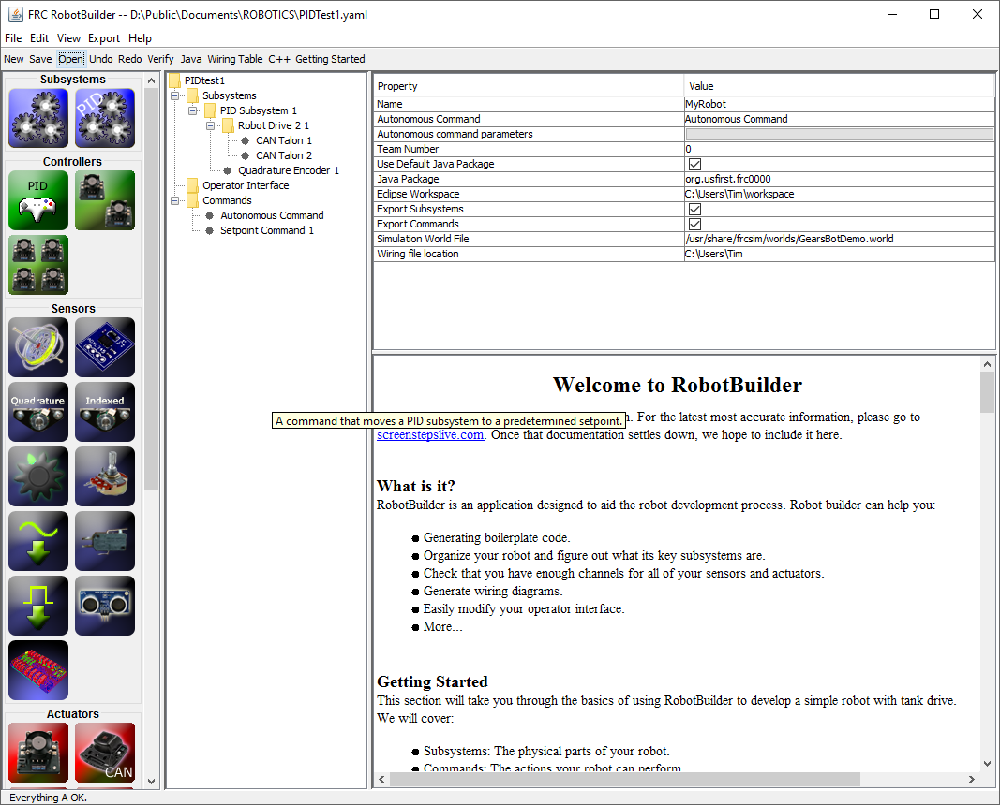 FRC RobotBuilder -- D:\Public\Documents\ROBOTICS\PIDTest1.yaml
File Edit View Export Help
New Save Open Undo Redo Verify Java Wiring Table C++ Getting Started
Subsystems
PID
Controllers
PID
Sensors
Quadrature Indexed
Actuators
CAN
PIDtest1
Subsystems
PID Subsystem 1
Robot Drive 2 1
CAN Talon 1
CAN Talon 2
Quadrature Encoder 1
Operator Interface
Commands
Autonomous Command
Setpoint Command 1
Property Value
Name MyRobot
Autonomous Command Autonomous Command
Autonomous command parameters
Team Number 0
Use Default Java Package
Java Package org.usfirst.frc0000
Eclipse Workspace C:\Users\Tim\workspace
Export Subsystems
Export Commands
Simulation World File /usr/share/frcsim/worlds/GearsBotDemo.world
Wiring file location C:\Users\Tim
Welcome to RobotBuilder
A command that moves a PID subsystem to a predetermined setpoint. For the latest most accurate information, please go to
screenstepslive.com. Once that documentation settles down, we hope to include it here.
What is it?
RobotBuilder is an application designed to aid the robot development process. Robot builder can help you:
● Generating boilerplate code.
● Organize your robot and figure out what its key subsystems are.
● Check that you have enough channels for all of your sensors and actuators.
● Generate wiring diagrams.
● Easily modify your operator interface.
● More...
Getting Started
This section will take you through the basics of using RobotBuilder to develop a simple robot with tank drive.
We will cover:
● Subsystems: The physical parts of your robot.
● Commands: The actions your robot can perform
Everything A OK.